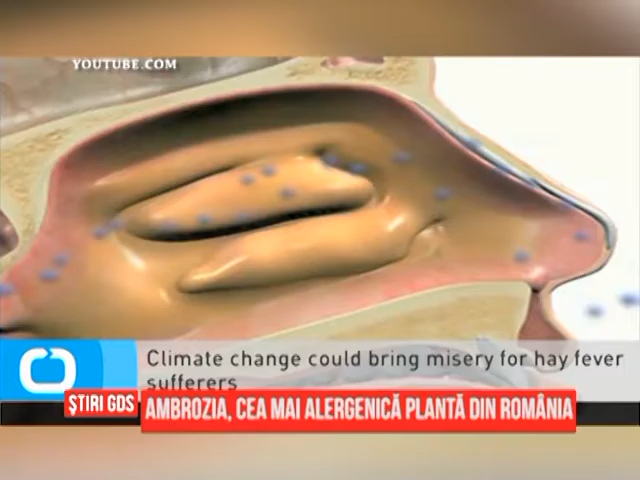 YOUTUBE.COM
Climate change could bring misery for hay fever
sufferers
ȘTIRI GDS
AMBROZIA, CEA MAI ALERGENICĂ PLANTĂ DIN ROMÂNIA